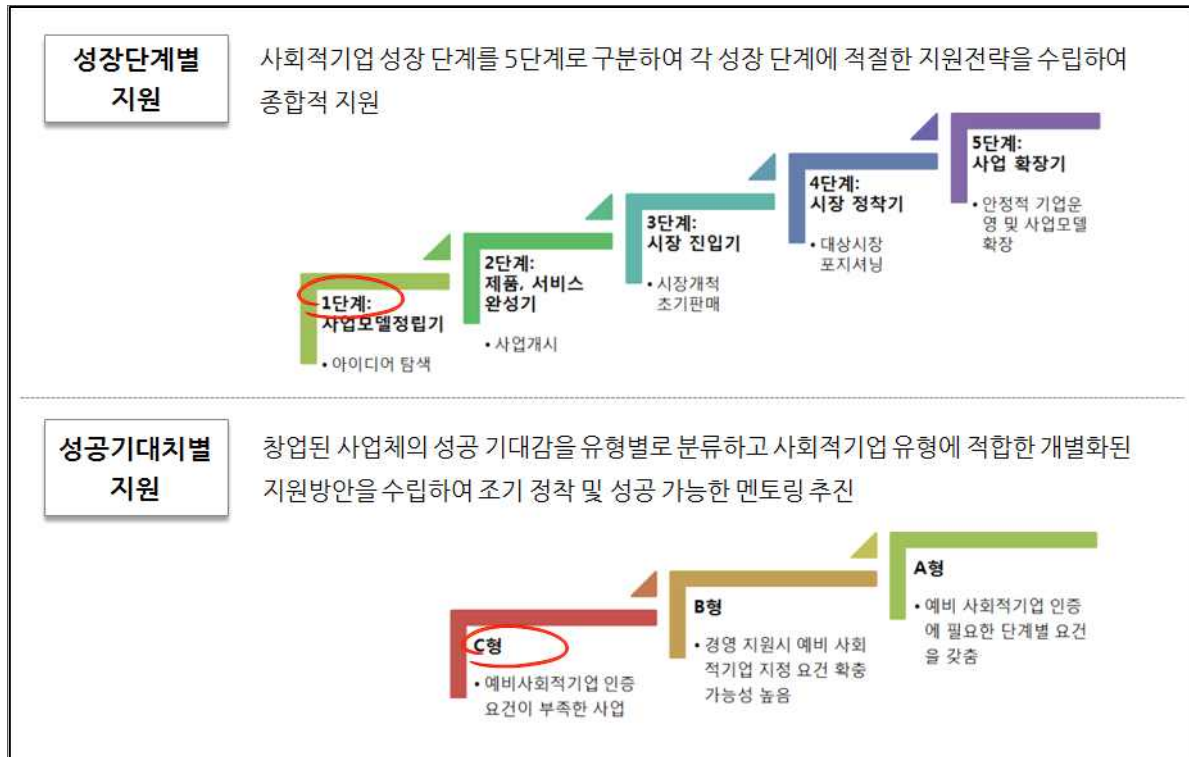 성장단계별
지원
사회적기업 성장 단계를 5단계로 구분하여 각 성장 단계에 적절한 지원전략을 수립하여
종합적 지원
1단계:
사업모델정립기
• 아이디어 탐색
2단계:
제품, 서비스
완성기
• 사업개시
3단계:
시장 진입기
• 시장개척
초기판매
4단계:
시장 정착기
• 대상시장
포지셔닝
5단계:
사업 확장기
• 안정적 기업운
영 및 사업모델
확장
성공기대치별
지원
창업된 사업체의 성공 기대감을 유형별로 분류하고 사회적기업 유형에 적합한 개별화된
지원방안을 수립하여 조기 정착 및 성공 가능한 멘토링 추진
C형
• 예비사회적기업 인증
요건이 부족한 사업
B형
• 경영 지원시 예비 사회
적기업 지정 요건 확충
가능성 높음
A형
• 예비 사회적기업 인증
에 필요한 단계별 요건
을 갖춤